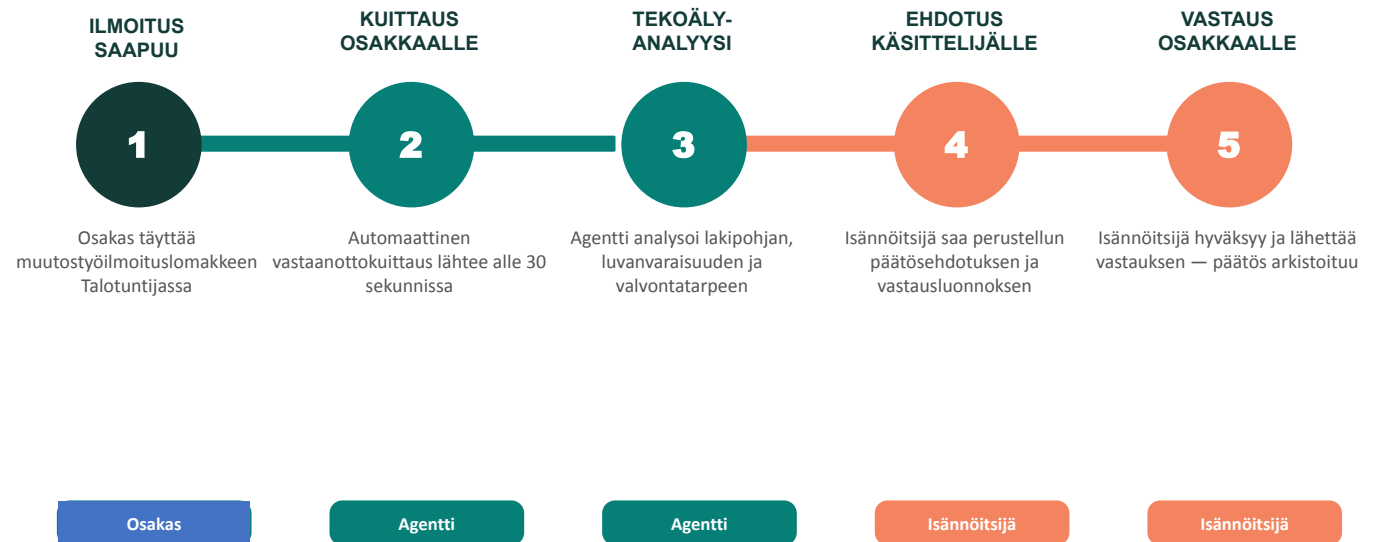 ILMOITUS
SAAPUU
KUITTAUS
OSAKKAALLE
TEKOÄLY-
ANALYYSI
EHDOTUS
KÄSITTELIJÄLLE
VASTAUS
OSAKKAALLE
1
2
3
4
5
Osakas täyttää
muutostyöilmoituslomakkeen
Talotuntijassa
Automaattinen
vastaanottokuittaus lähtee alle 30
sekunnissa
Agentti analysoi lakipohjan,
luvanvaraisuuden ja
valvontatarpeen
Isännöitsijä saa perustellun
päätösehdotuksen ja
vastausluonnoksen
Isännöitsijä hyväksyy ja lähettää
vastauksen — päätös arkistoituu
Osakas
Agentti
Agentti
Isännöitsijä
Isännöitsijä